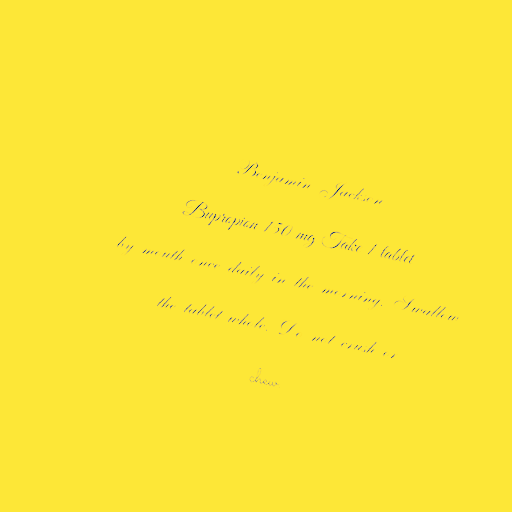 Benjamin Jackson
Bupropion 150 mg Take 1 tablet
by mouth once daily in the morning. Swallow
the tablet whole. Do not crush or
chew